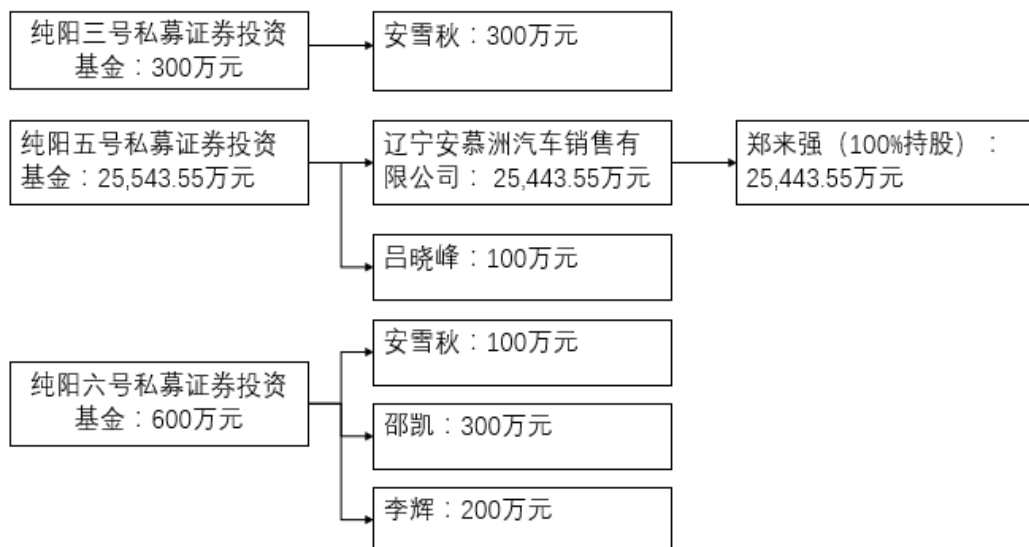 纯阳三号私募证券投资
基金：300万元
安雪秋：300万元
纯阳五号私募证券投资
基金：25,543.55万元
辽宁安慕洲汽车销售有
限公司： 25,443.55万元
郑来强（100%持股）：
25,443.55万元
吕晓峰：100万元
纯阳六号私募证券投资
基金：600万元
安雪秋：100万元
邵凯：300万元
李辉：200万元